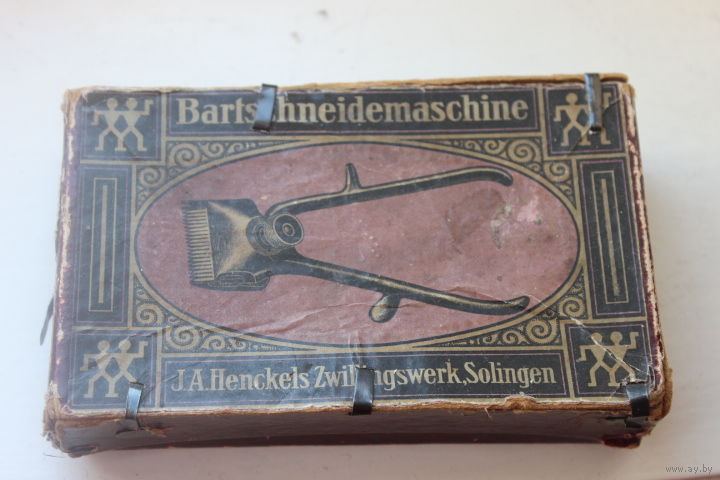 Bartschneidemaschine
J.A.Henckels Zwillingswerk, Solingen
www.ay.by